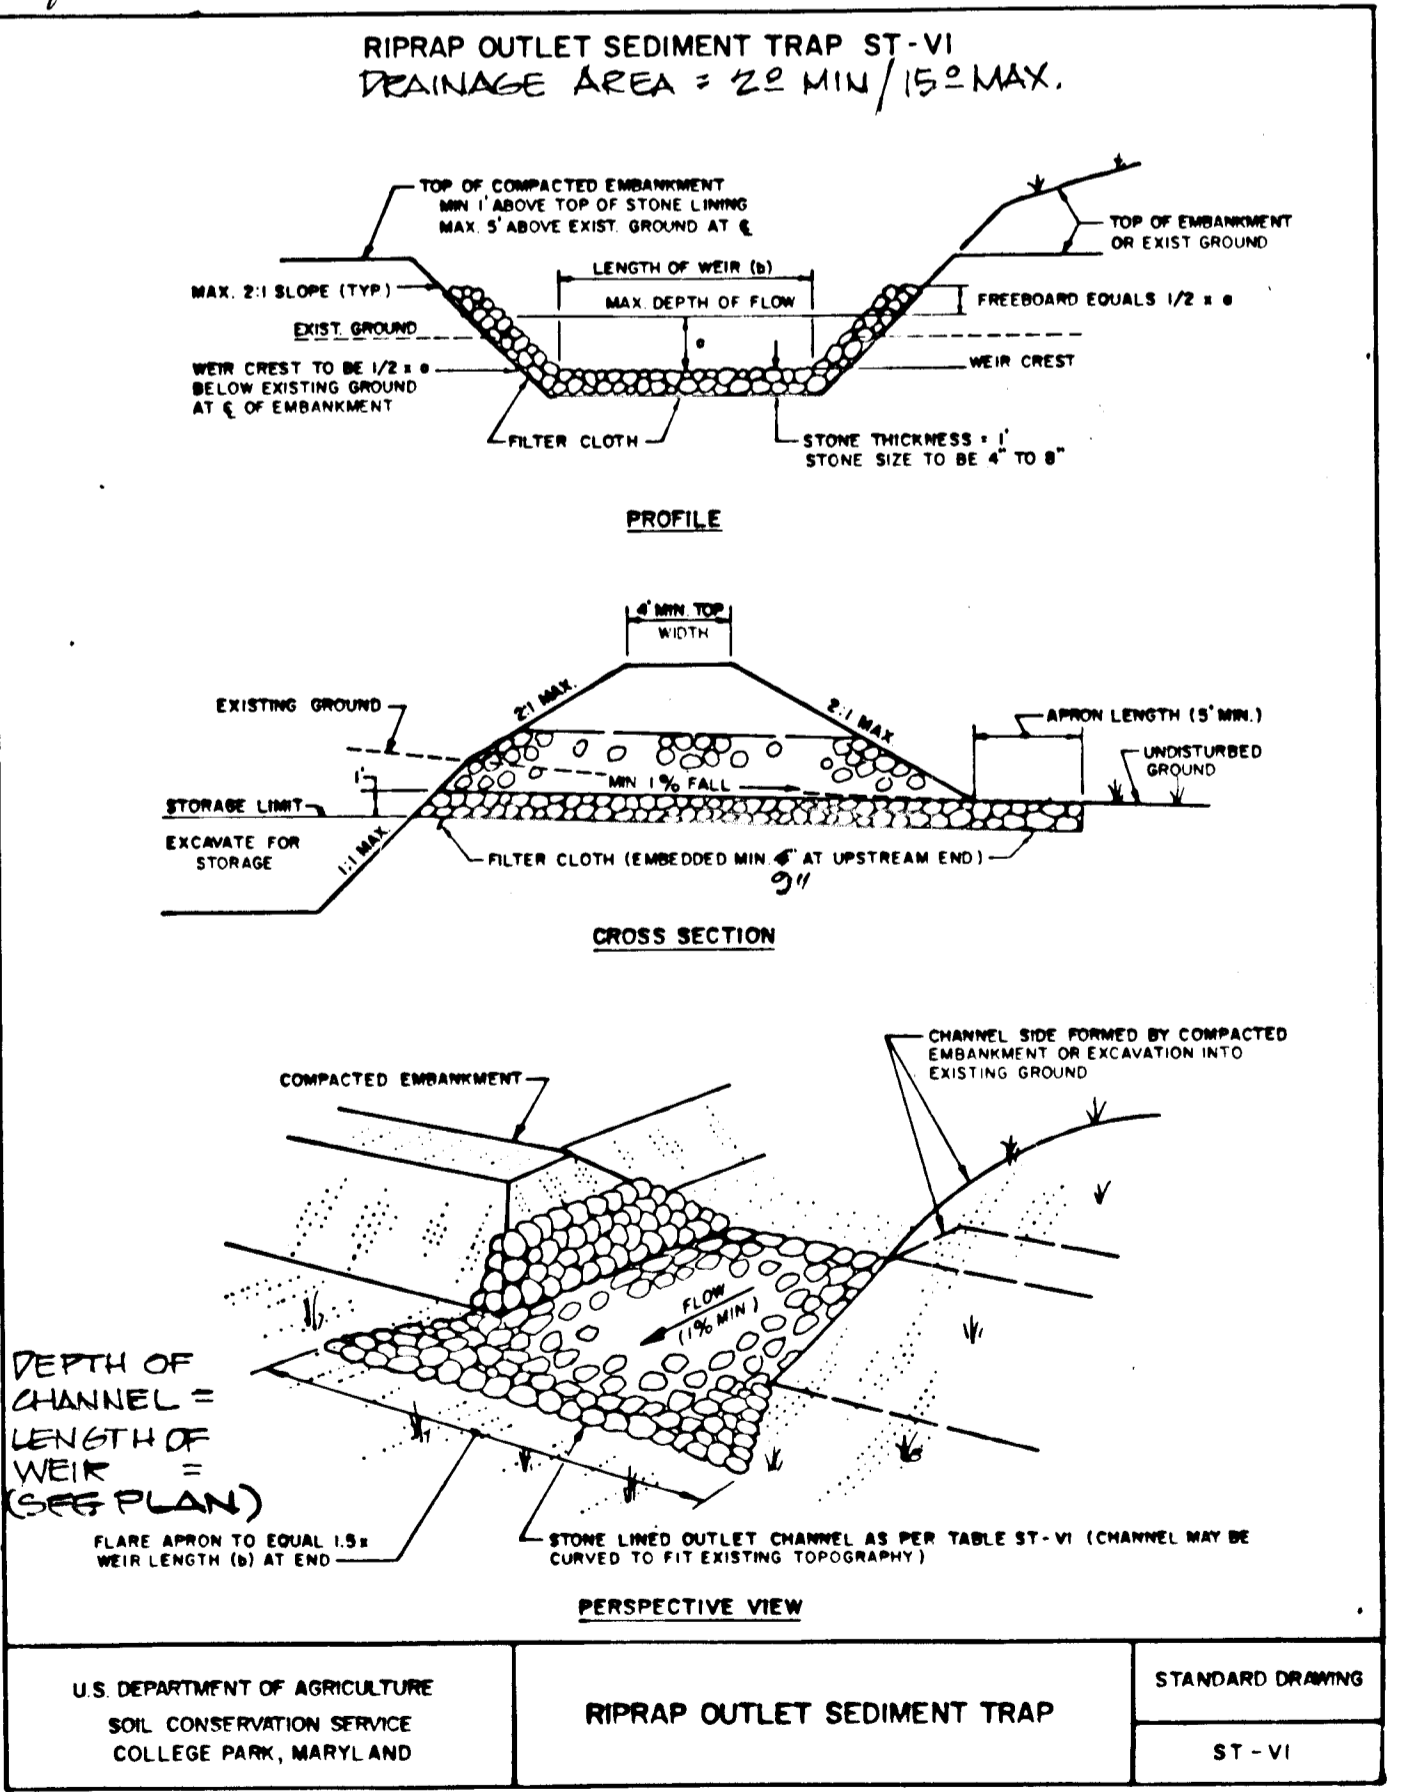 RIPRAP OUTLET SEDIMENT TRAP ST-VI
DRAINAGE AREA = 2º MIN/15º MAX.
TOP OF COMPACTED EMBANKMENT
MIN 1' ABOVE TOP OF STONE LINING
MAX. 5' ABOVE EXIST. GROUND AT ℄
TOP OF EMBANKMENT
OR EXIST GROUND
LENGTH OF WEIR (b)
MAX. 2:1 SLOPE (TYP.)
MAX. DEPTH OF FLOW
FREEBOARD EQUALS 1/2 x a
EXIST. GROUND
a
WEIR CREST TO BE 1/2 x a
BELOW EXISTING GROUND
AT ℄ OF EMBANKMENT
WEIR CREST
FILTER CLOTH
STONE THICKNESS = 1'
STONE SIZE TO BE 4" TO 8"
PROFILE
4' MIN. TOP
WIDTH
EXISTING GROUND
2:1 MAX.
2:1 MAX.
APRON LENGTH (5' MIN.)
UNDISTURBED
GROUND
1'
MIN 1% FALL
STORAGE LIMIT
EXCAVATE FOR
STORAGE
1:1 MAX.
FILTER CLOTH (EMBEDDED MIN. AT UPSTREAM END)
9"
CROSS SECTION
CHANNEL SIDE FORMED BY COMPACTED
EMBANKMENT OR EXCAVATION INTO
EXISTING GROUND
COMPACTED EMBANKMENT
FLOW
(1% MIN)
DEPTH OF
CHANNEL =
LENGTH OF
WEIR =
(SEE PLAN)
FLARE APRON TO EQUAL 1.5x
WEIR LENGTH (b) AT END
STONE LINED OUTLET CHANNEL AS PER TABLE ST-VI (CHANNEL MAY BE
CURVED TO FIT EXISTING TOPOGRAPHY)
PERSPECTIVE VIEW
U.S. DEPARTMENT OF AGRICULTURE
SOIL CONSERVATION SERVICE
COLLEGE PARK, MARYLAND
RIPRAP OUTLET SEDIMENT TRAP
STANDARD DRAWING
ST-VI